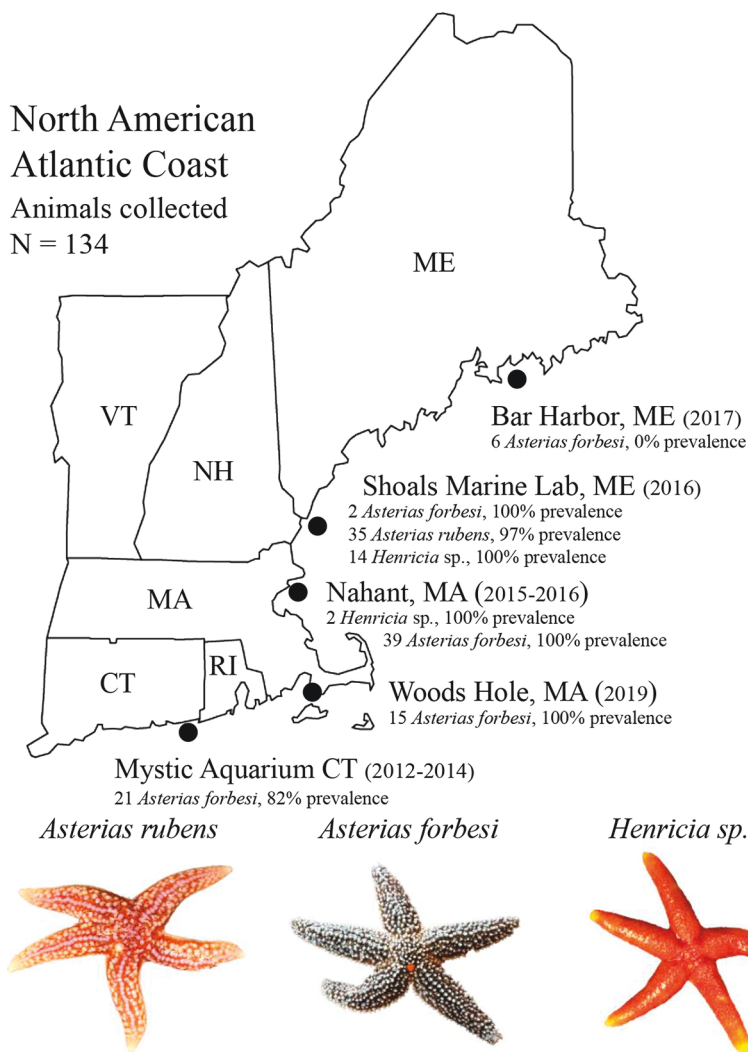 North American
Atlantic Coast
Animals collected
N = 134
ME
VT
NH
Bar Harbor, ME (2017)
6 Asterias forbesi, 0% prevalence
Shoals Marine Lab, ME (2016)
2 Asterias forbesi, 100% prevalence
35 Asterias rubens, 97% prevalence
14 Henricia sp., 100% prevalence
MA
Nahant, MA (2015-2016)
2 Henricia sp., 100% prevalence
39 Asterias forbesi, 100% prevalence
CT
RI
Woods Hole, MA (2019)
15 Asterias forbesi, 100% prevalence
Mystic Aquarium CT (2012-2014)
21 Asterias forbesi, 82% prevalence
Asterias rubens
Asterias forbesi
Henricia sp.